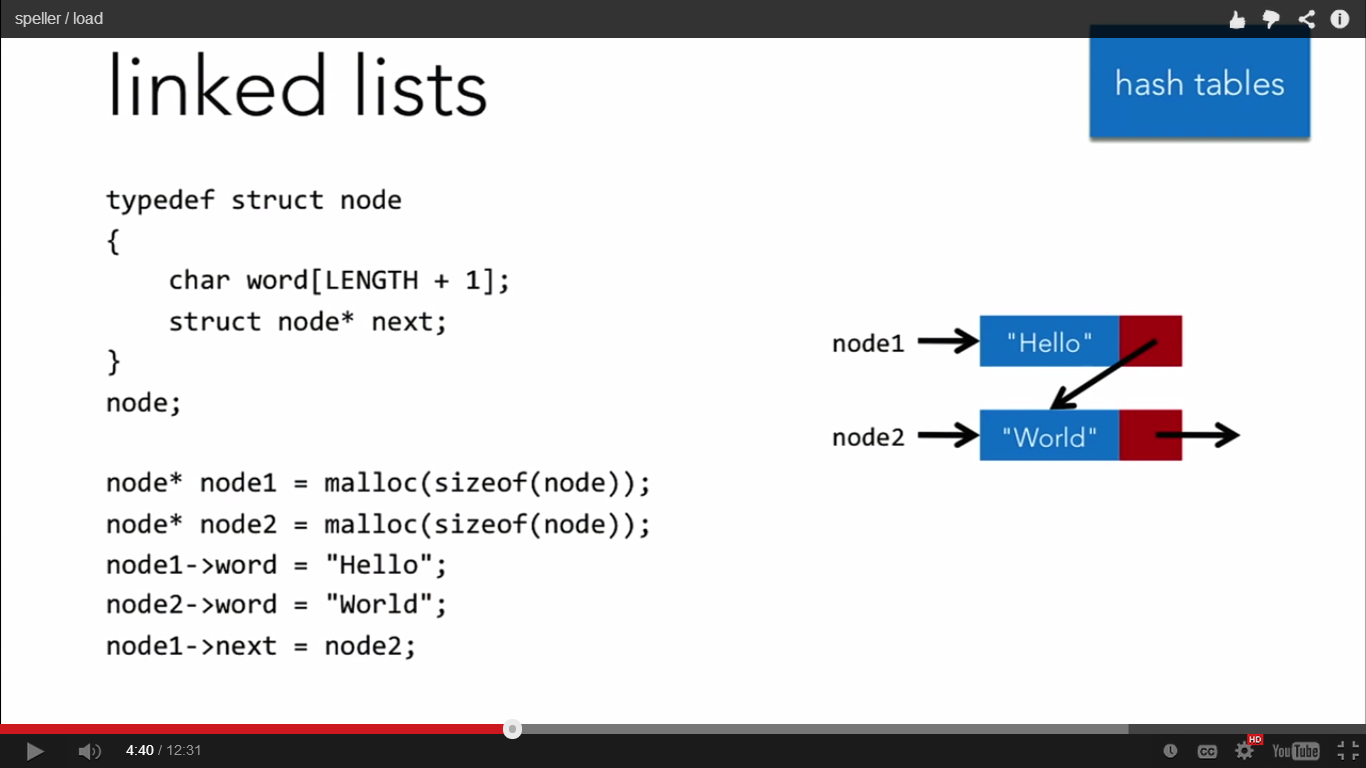 speller / load
linked lists
hash tables
typedef struct node
{
    char word[LENGTH + 1];
    struct node* next;
}
node;
node* node1 = malloc(sizeof(node));
node* node2 = malloc(sizeof(node));
node1->word = "Hello";
node2->word = "World";
node1->next = node2;
node1 "Hello"
node2 "World"
4:40 / 12:31
CC HD YouTube